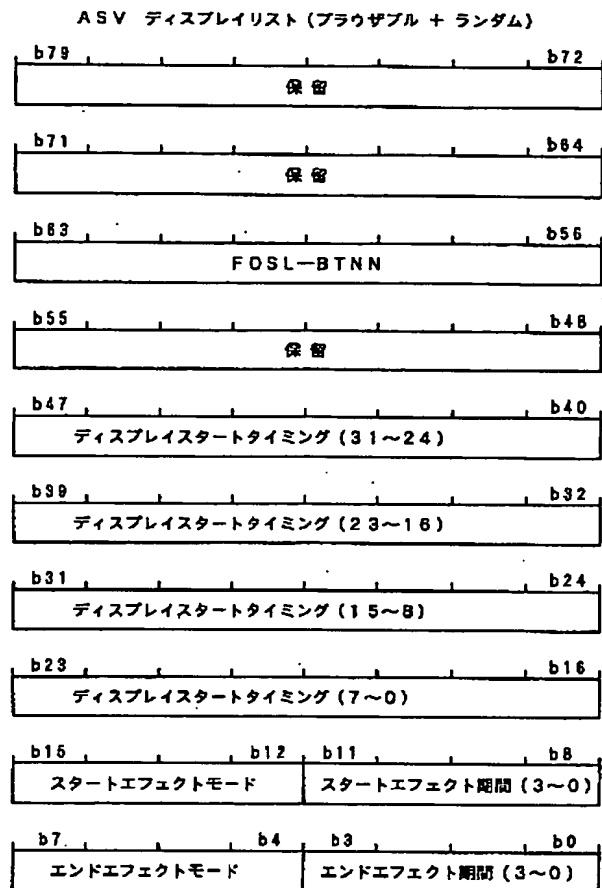 ASV ディスプレイリスト (ブラウザブル + ランダム)
b79 b72
保留
b71 b64
保留
b63 b56
FOSL—BTNN
b55 b48
保留
b47 b40
ディスプレイスタートタイミング (31〜24)
b39 b32
ディスプレイスタートタイミング (23〜16)
b31 b24
ディスプレイスタートタイミング (15〜8)
b23 b16
ディスプレイスタートタイミング (7〜0)
b15 b12 b11 b8
スタートエフェクトモード スタートエフェクト期間 (3〜0)
b7 b4 b3 b0
エンドエフェクトモード エンドエフェクト期間 (3〜0)